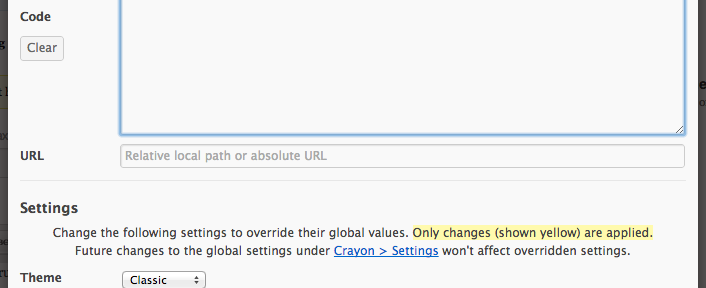 Code
Clear
URL
Relative local path or absolute URL
Settings
Change the following settings to override their global values. Only changes (shown yellow) are applied.
Future changes to the global settings under Crayon > Settings won't affect overridden settings.
Theme
Classic